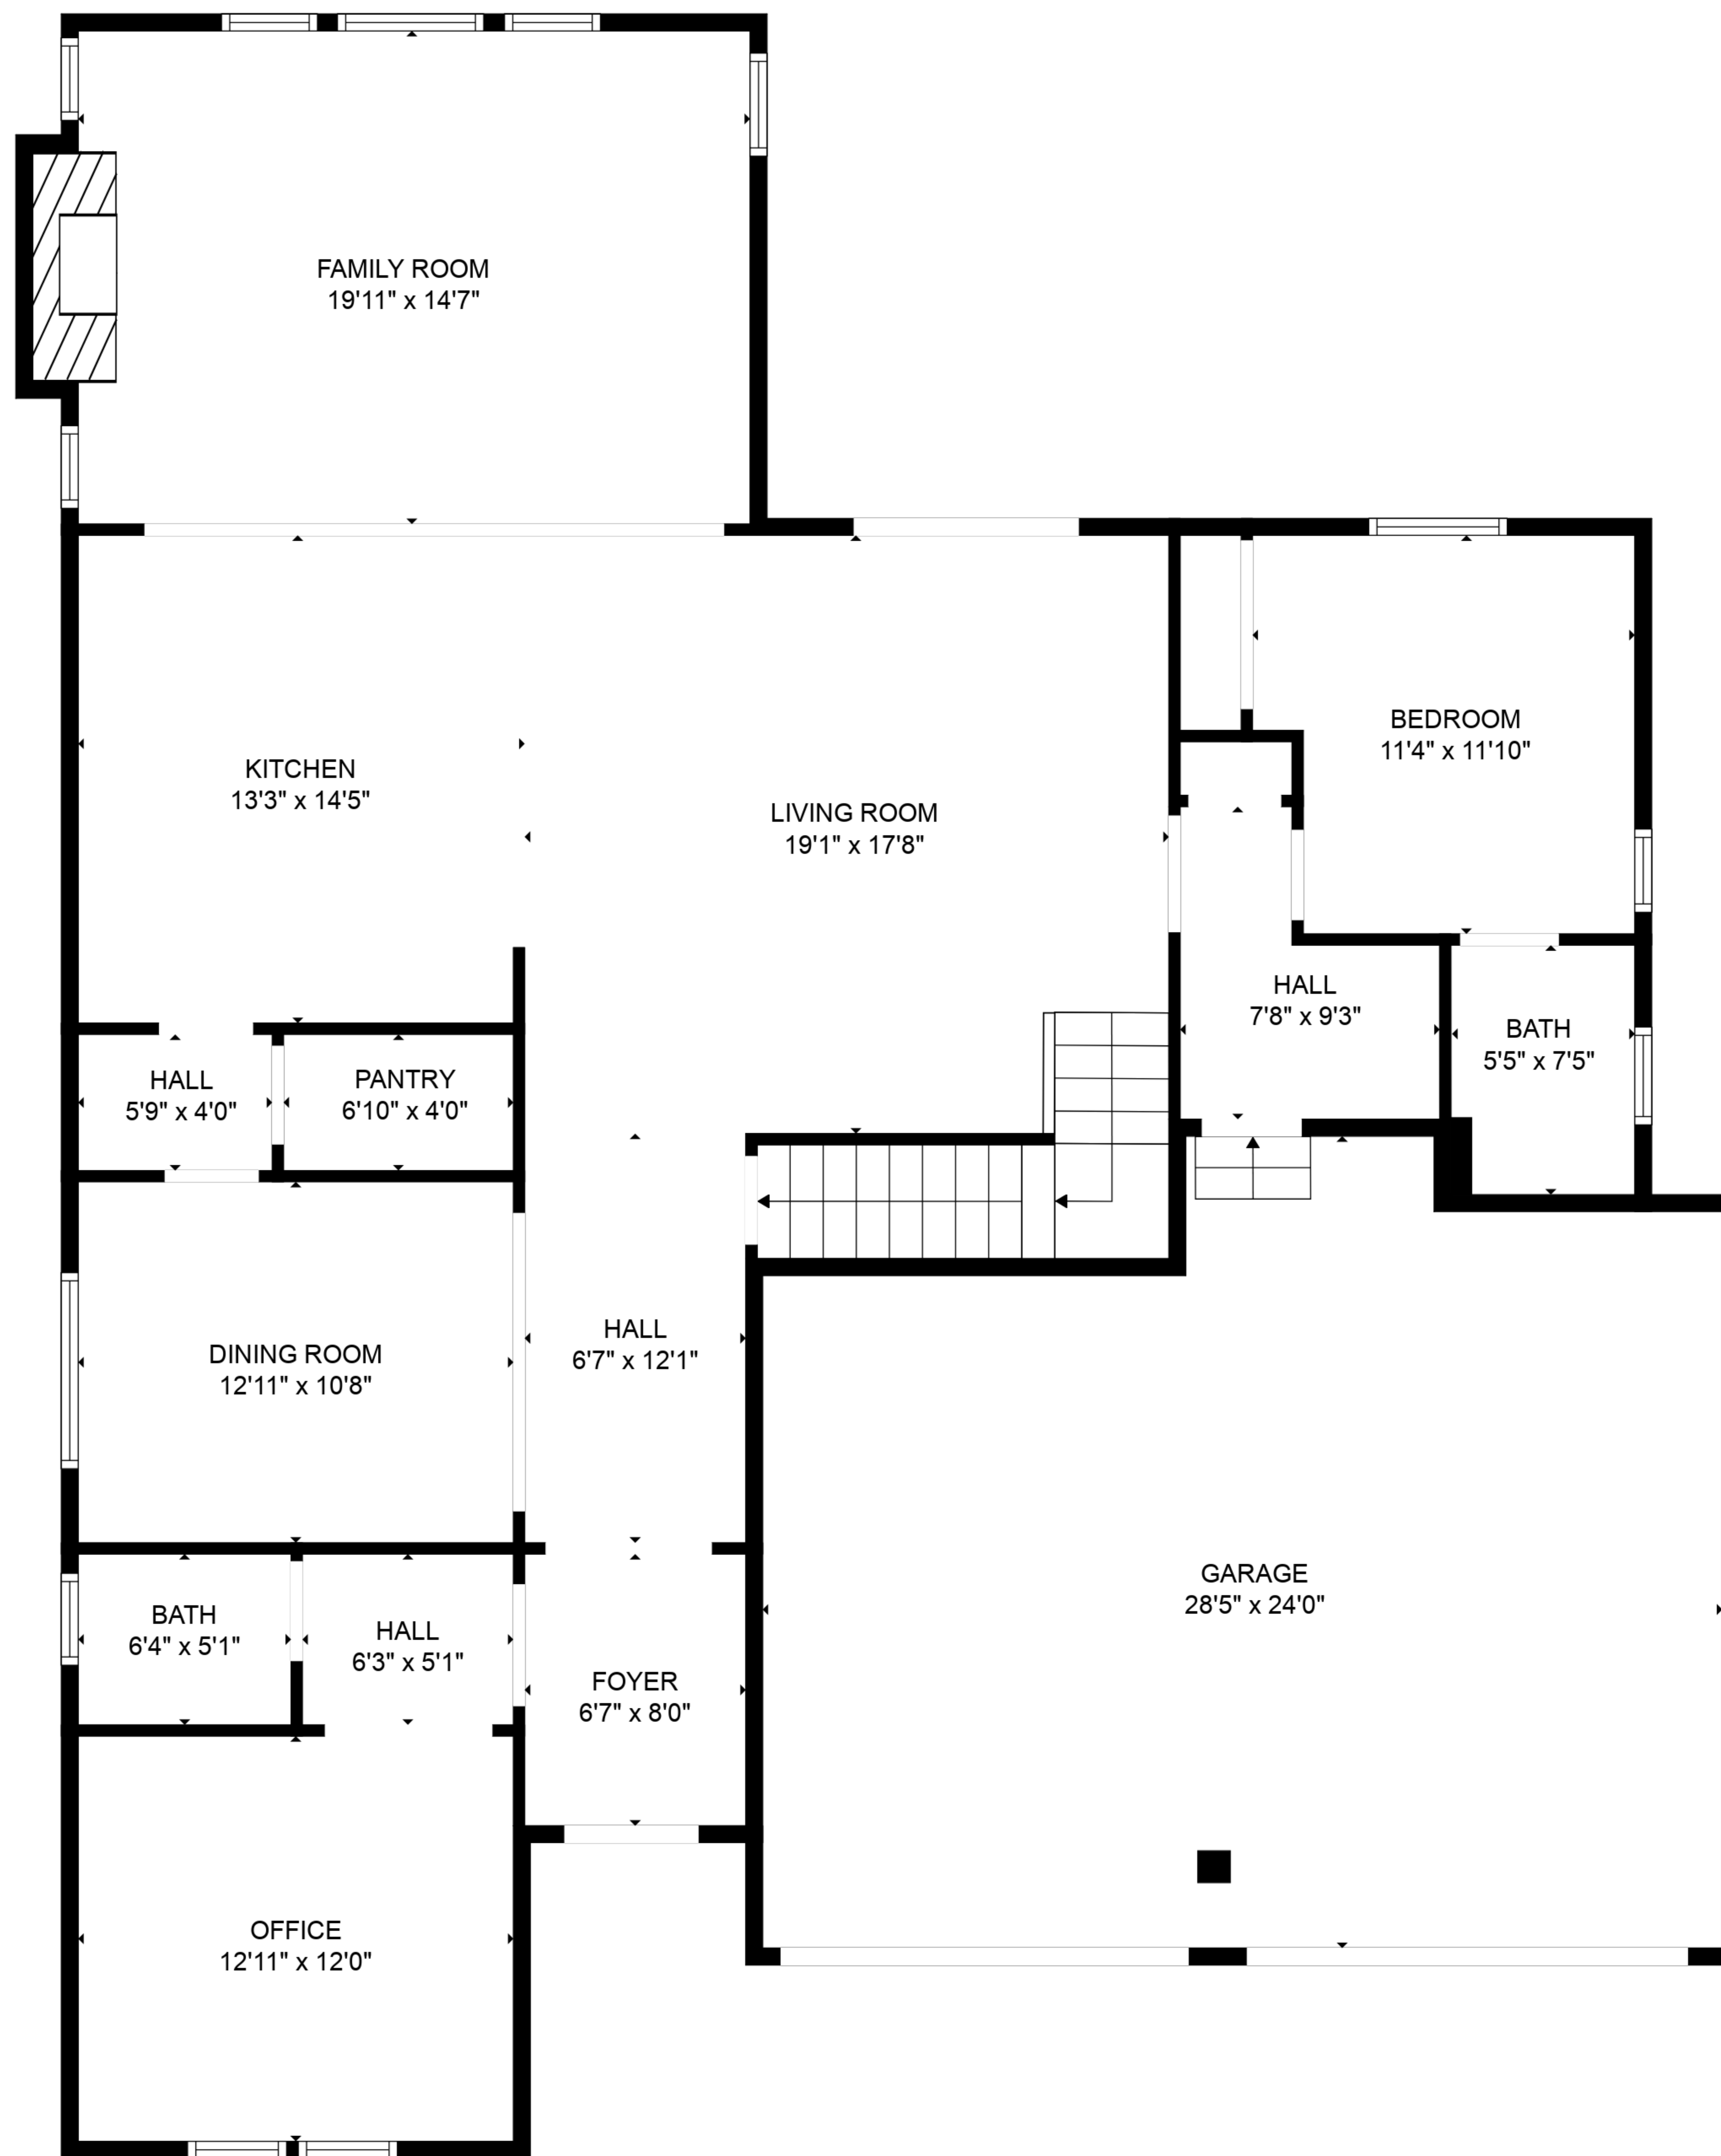 FAMILY ROOM
19'11" x 14'7"
BEDROOM
11'4" x 11'10"
KITCHEN
13'3" x 14'5"
LIVING ROOM
19'1" x 17'8"
HALL
7'8" x 9'3"
BATH
5'5" x 7'5"
HALL
5'9" x 4'0"
PANTRY
6'10" x 4'0"
HALL
6'7" x 12'1"
DINING ROOM
12'11" x 10'8"
GARAGE
28'5" x 24'0"
BATH
6'4" x 5'1"
HALL
6'3" x 5'1"
FOYER
6'7" x 8'0"
OFFICE
12'11" x 12'0"